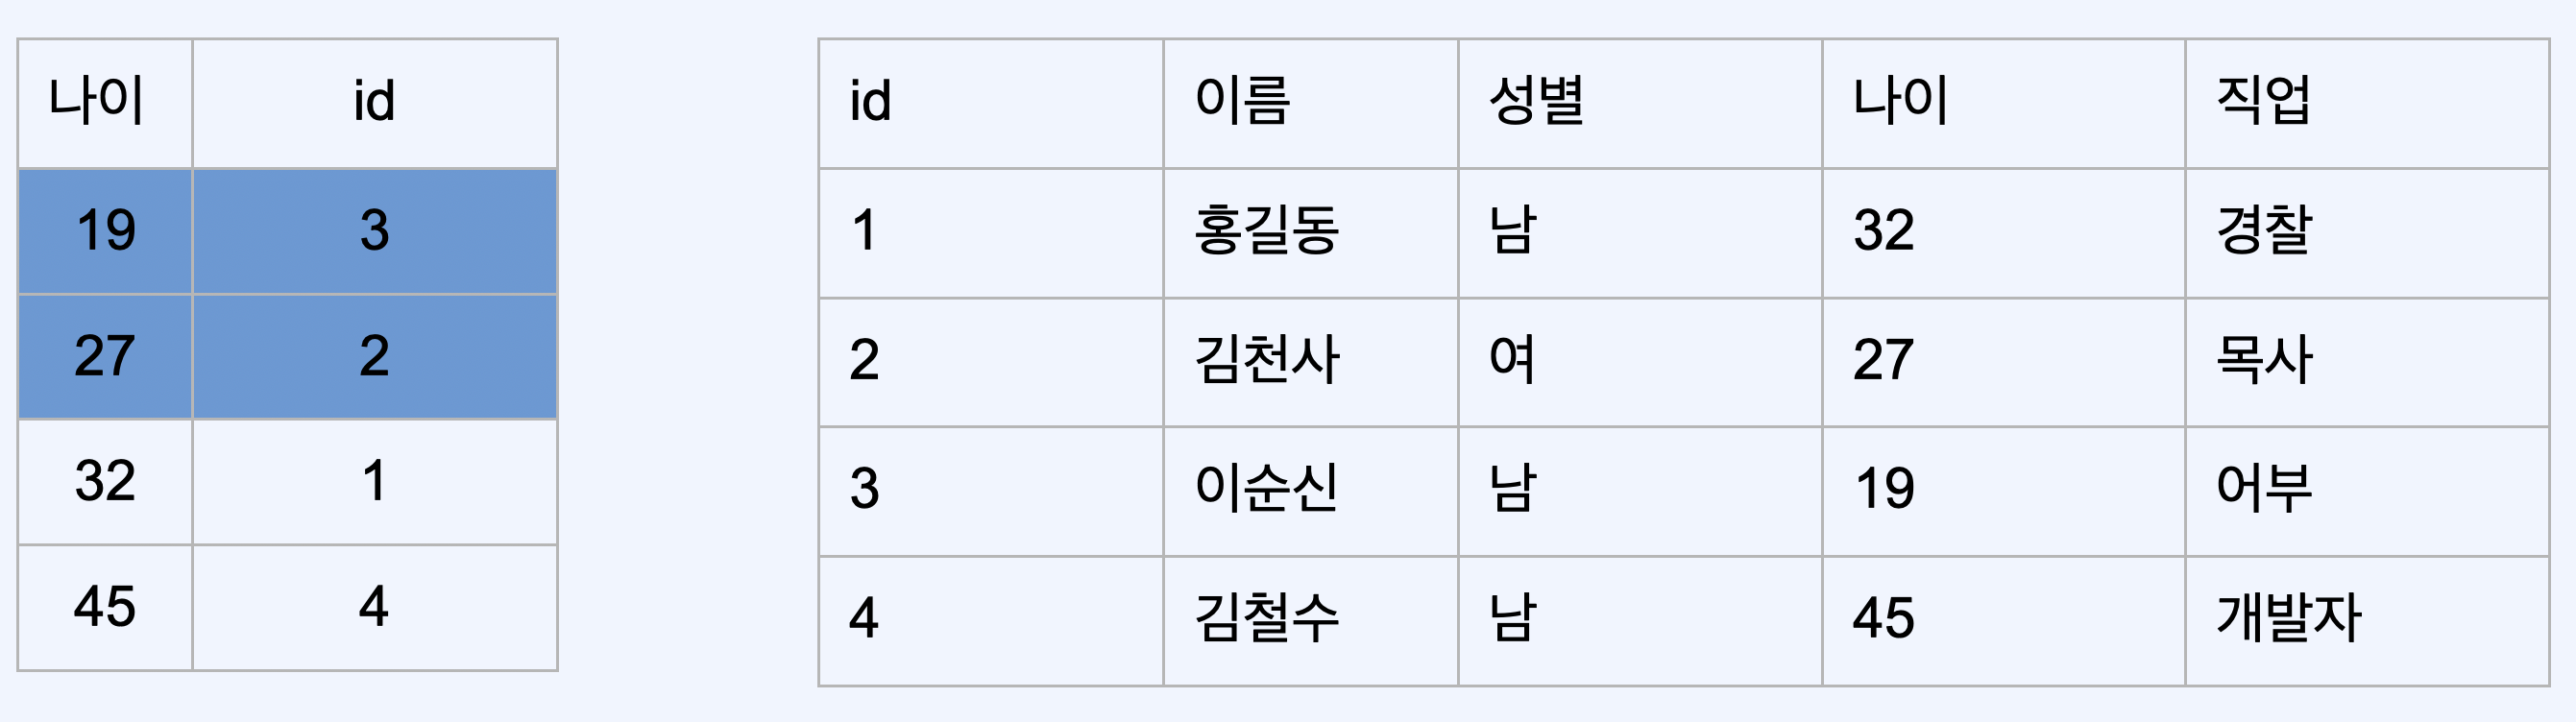 나이 id
19 3
27 2
32 1
45 4
id 이름 성별 나이 직업
1 홍길동 남 32 경찰
2 김천사 여 27 목사
3 이순신 남 19 어부
4 김철수 남 45 개발자